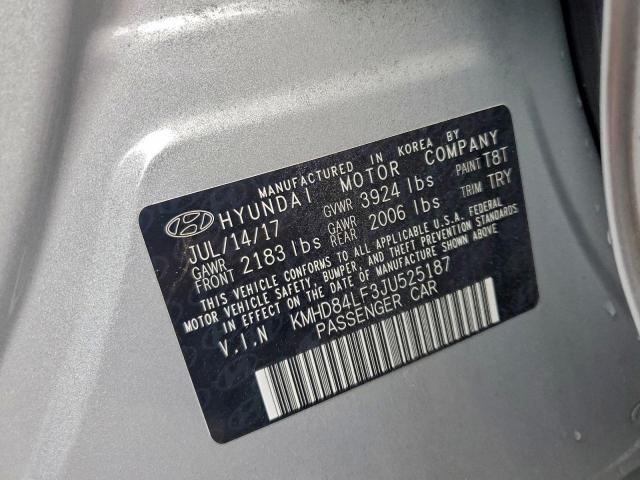 MANUFACTURED IN KOREA BY
HYUNDAI MOTOR COMPANY
JUL/14/17 GVWR 3924 lbs PAINT T8T
GAWR FRONT 2183 lbs GAWR REAR 2006 lbs TRIM TRY
THIS VEHICLE CONFORMS TO ALL APPLICABLE U.S.A. FEDERAL
MOTOR VEHICLE SAFETY, BUMPER, AND THEFT PREVENTION STANDARDS
IN EFFECT ON THE DATE OF MANUFACTURE SHOWN ABOVE
V.I.N KMHD84LF3JU525187
PASSENGER CAR